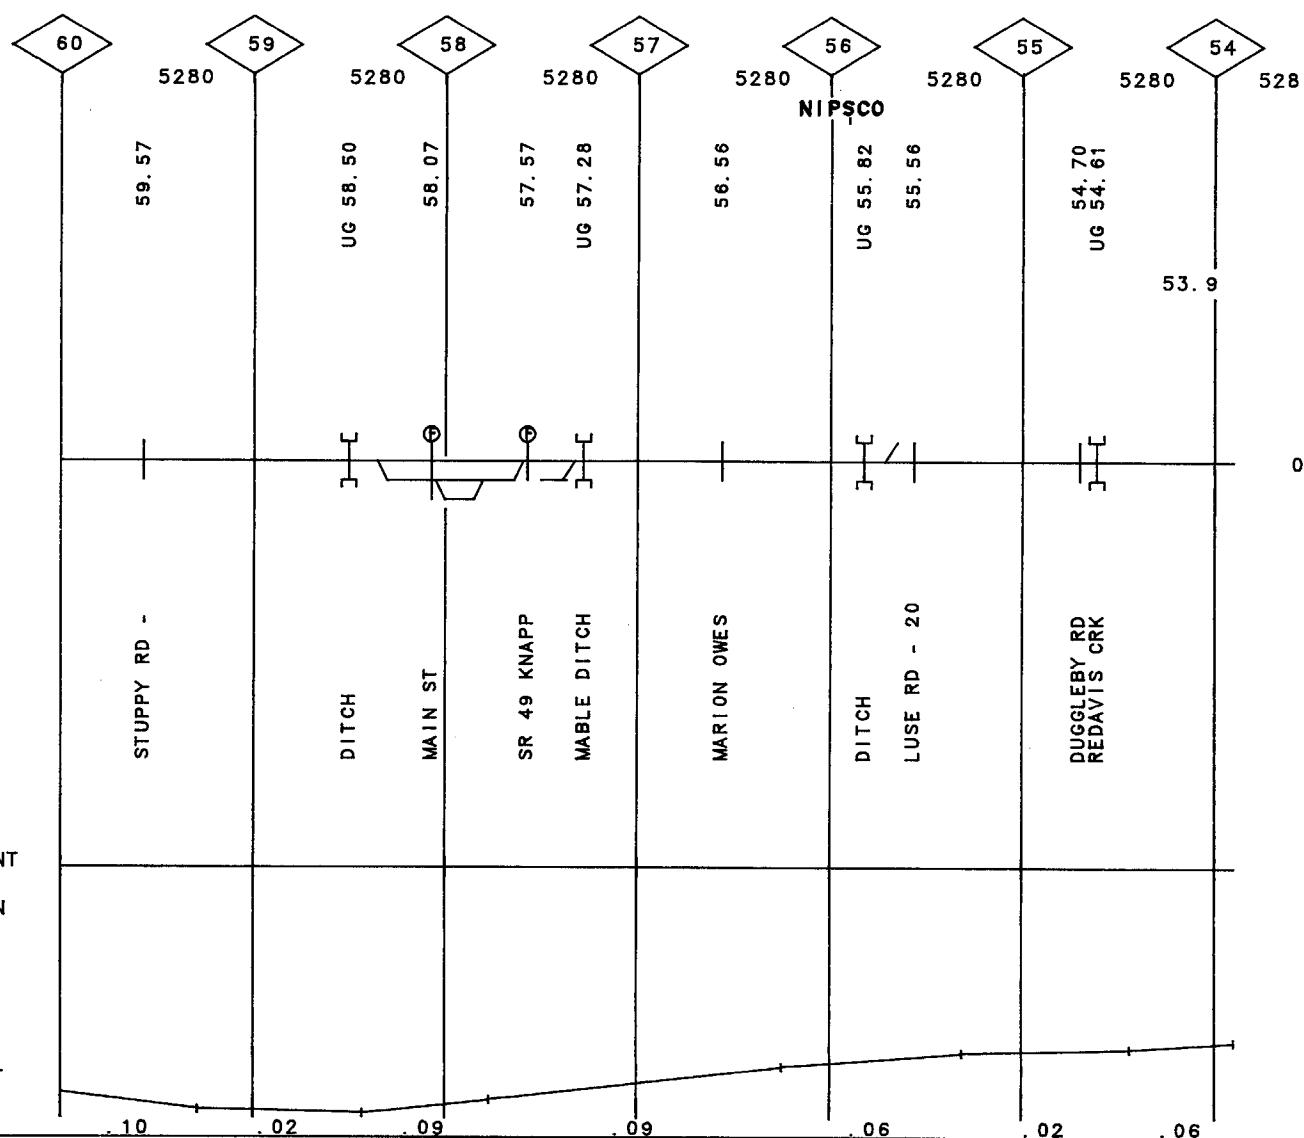 60 59 58 57 56 55 54
5280 5280 5280 5280 5280 5280 528
NIPSCO
59.57
UG 58.50
58.07
57.57
UG 57.28
56.56
UG 55.82
55.56
54.70
UG 54.61
53.9
F F
0
STUPPY RD -
DITCH
MAIN ST
SR 49 KNAPP
MABLE DITCH
MARION OWES
DITCH
LUSE RD - 20
DUGGLEBY RD
REDAVIS CRK
NT
N
.10 .02 .09 .09 .06 .02 .06